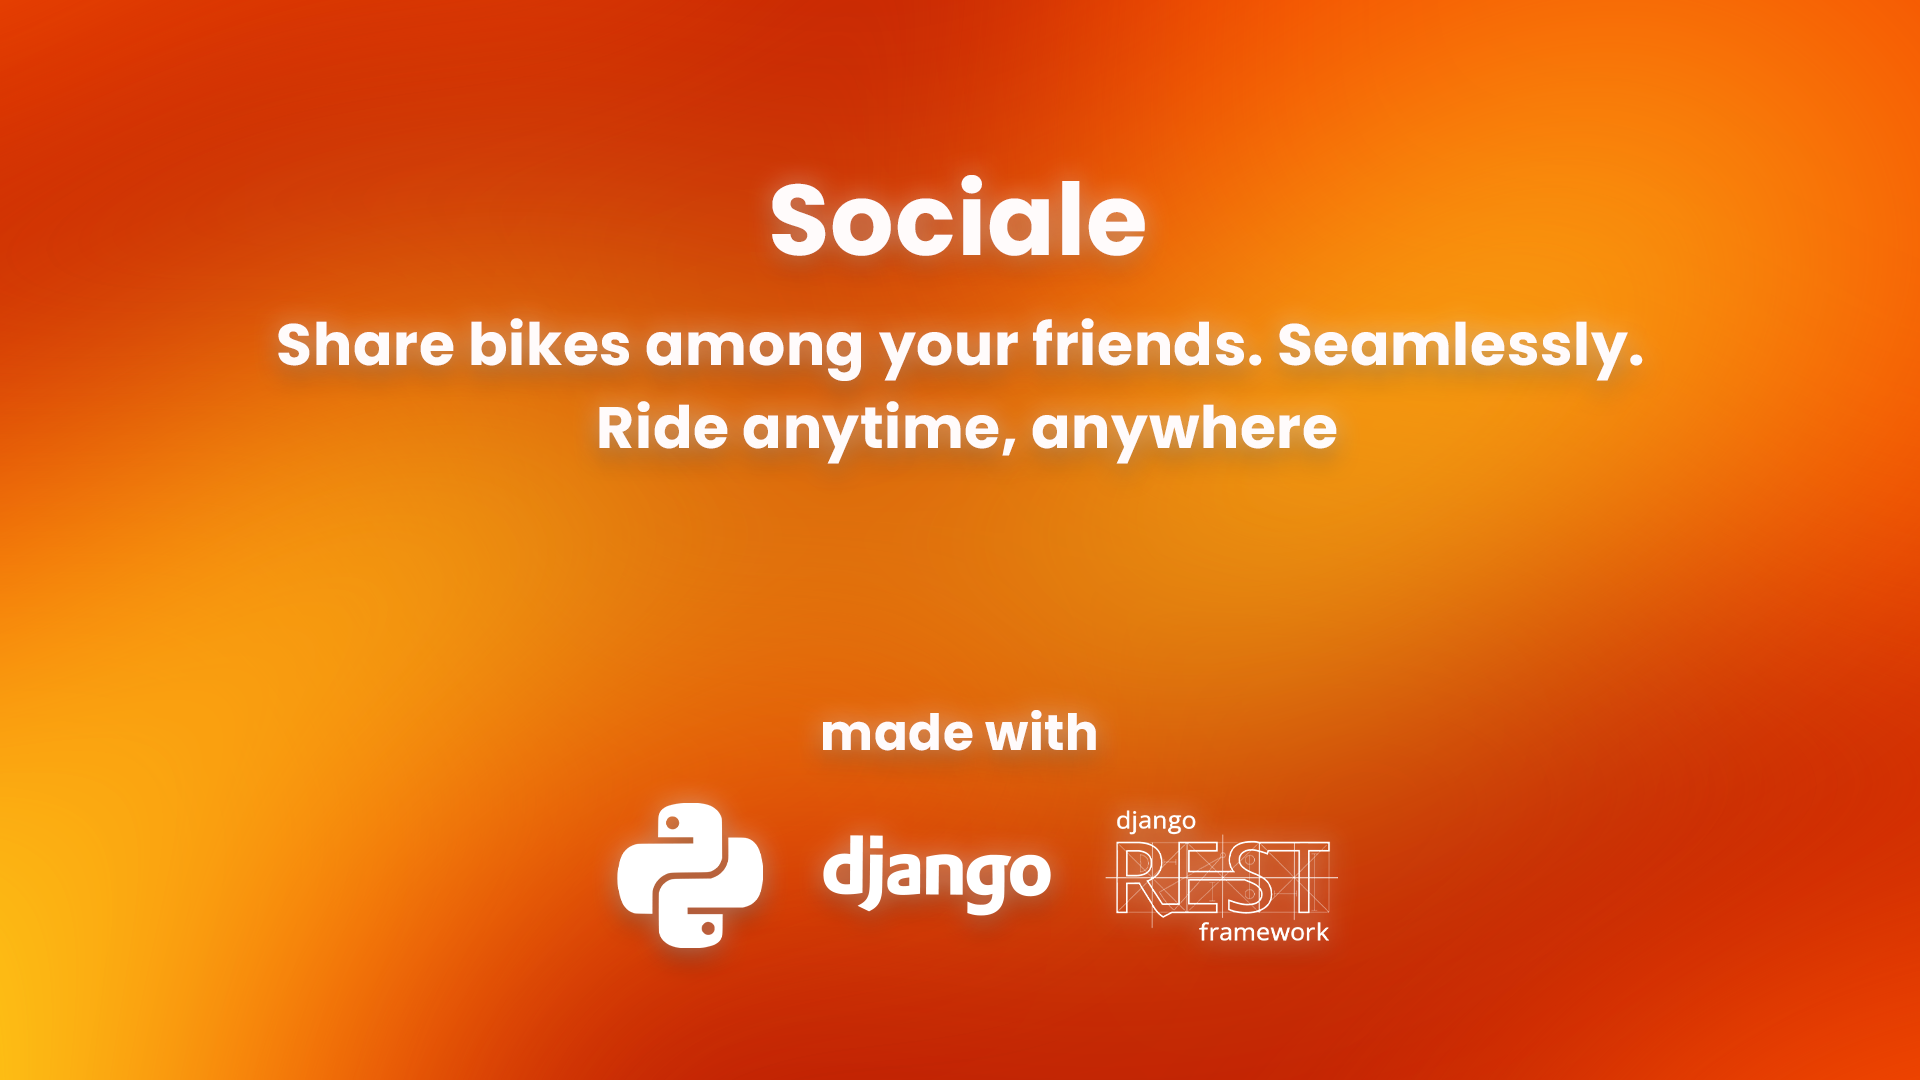 Sociale
Share bikes among your friends. Seamlessly.
Ride anytime, anywhere
made with
django
django
REST
framework